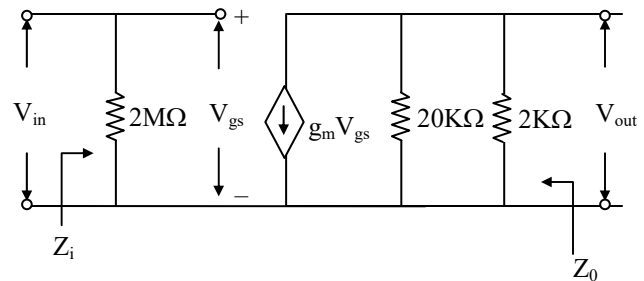 +
V_in
2MΩ
V_gs
g_mV_gs
20KΩ
2KΩ
V_out
−
Z_i
Z_0